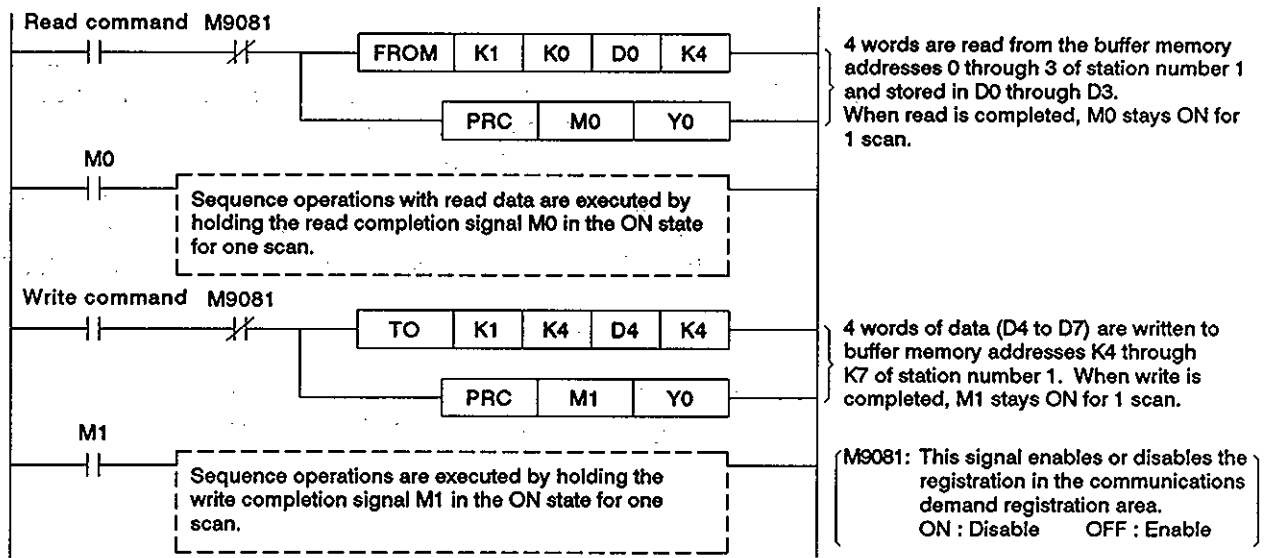 Read command M9081
FROM K1 K0 D0 K4
PRC M0 Y0
4 words are read from the buffer memory
addresses 0 through 3 of station number 1
and stored in D0 through D3.
When read is completed, M0 stays ON for
1 scan.
M0
Sequence operations with read data are executed by
holding the read completion signal M0 in the ON state
for one scan.
Write command M9081
TO K1 K4 D4 K4
PRC M1 Y0
4 words of data (D4 to D7) are written to
buffer memory addresses K4 through
K7 of station number 1. When write is
completed, M1 stays ON for 1 scan.
M1
Sequence operations are executed by holding the
write completion signal M1 in the ON state for one
scan.
M9081: This signal enables or disables the
registration in the communications
demand registration area.
ON : Disable OFF : Enable